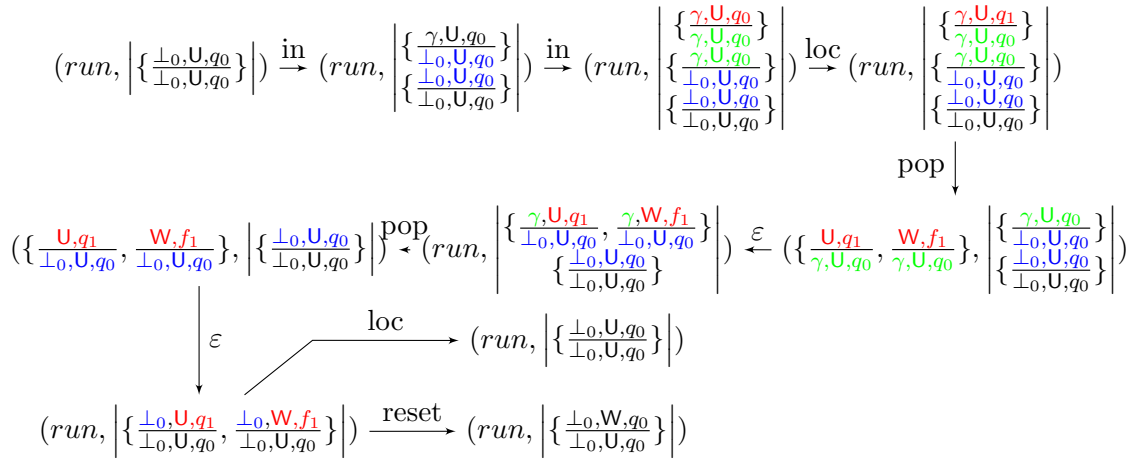 (run, |{⊥₀,U,q₀ / ⊥₀,U,q₀}|) in→ (run, |{γ,U,q₀ / ⊥₀,U,q₀} {⊥₀,U,q₀ / ⊥₀,U,q₀}|) in→ (run, |{γ,U,q₀ / γ,U,q₀} {γ,U,q₀ / ⊥₀,U,q₀} {⊥₀,U,q₀ / ⊥₀,U,q₀}|) loc→ (run, |{γ,U,q₁ / γ,U,q₀} {γ,U,q₀ / ⊥₀,U,q₀} {⊥₀,U,q₀ / ⊥₀,U,q₀}|)
pop
({U,q₁ / ⊥₀,U,q₀, W,f₁ / ⊥₀,U,q₀}, |{⊥₀,U,q₀ / ⊥₀,U,q₀}|) pop← (run, |{γ,U,q₁ / ⊥₀,U,q₀, γ,W,f₁ / ⊥₀,U,q₀} {⊥₀,U,q₀ / ⊥₀,U,q₀}|) ε← ({U,q₁ / γ,U,q₀, W,f₁ / γ,U,q₀}, |{γ,U,q₀ / ⊥₀,U,q₀} {⊥₀,U,q₀ / ⊥₀,U,q₀}|)
ε loc→ (run, |{⊥₀,U,q₀ / ⊥₀,U,q₀}|)
(run, |{⊥₀,U,q₁ / ⊥₀,U,q₀, ⊥₀,W,f₁ / ⊥₀,U,q₀}|) reset→ (run, |{⊥₀,W,q₀ / ⊥₀,U,q₀}|)